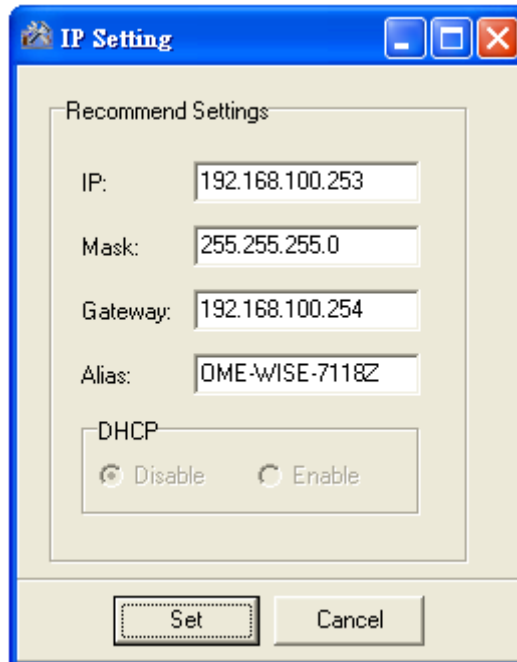 IP Setting
Recommend Settings
IP: 192.168.100.253
Mask: 255.255.255.0
Gateway: 192.168.100.254
Alias: OME-WISE-7118Z
DHCP
Disable Enable
Set Cancel